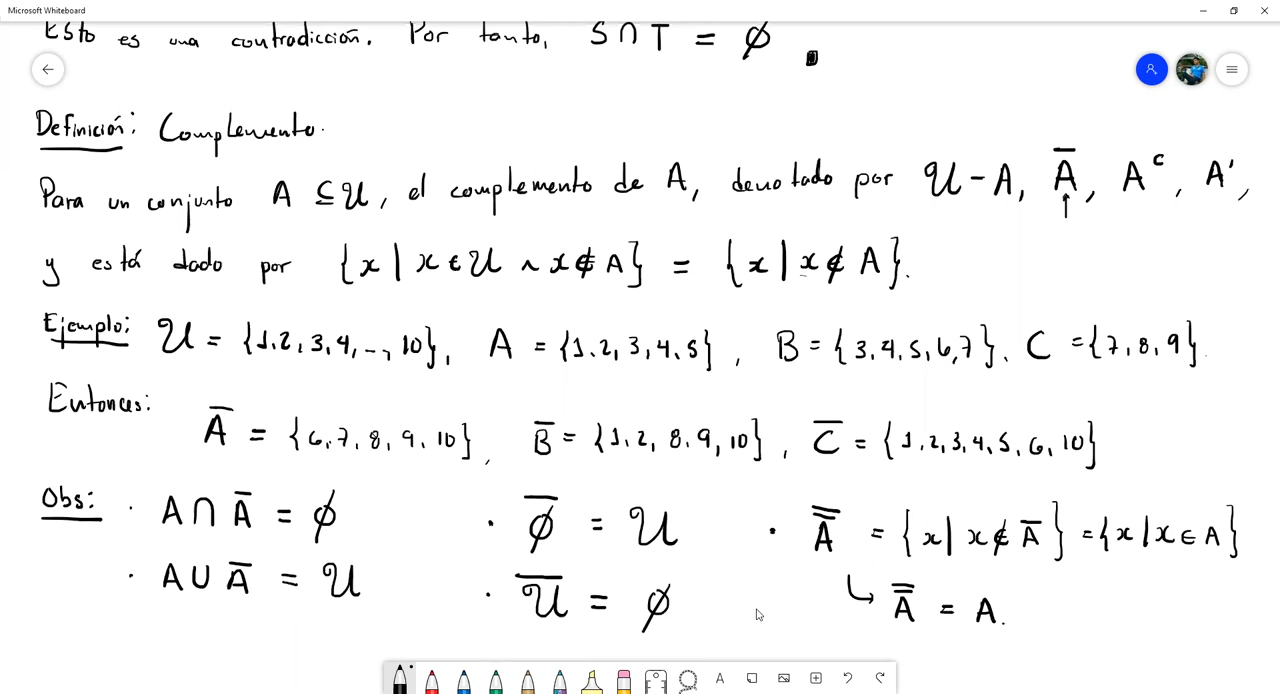 Microsoft Whiteboard
Esto es una contradicción. Por tanto, S ∩ T = ∅
Definición: Complemento.
Para un conjunto A ⊆ U, el complemento de A, denotado por U - A, A̅, Aᶜ, A',
y está dado por {x | x ∈ U ∧ x ∉ A} = {x | x ∉ A}.
Ejemplo: U = {1, 2, 3, 4, ..., 10}, A = {1, 2, 3, 4, 5}, B = {3, 4, 5, 6, 7}, C = {7, 8, 9}.
Entonces:
A̅ = {6, 7, 8, 9, 10}, B̅ = {1, 2, 8, 9, 10}, C̅ = {1, 2, 3, 4, 5, 6, 10}
Obs: · A ∩ A̅ = ∅ · ∅̅ = U · A̿ = {x | x ∉ A̅} = {x | x ∈ A}
· A ∪ A̅ = U · U̅ = ∅ ↳ A̿ = A.
A